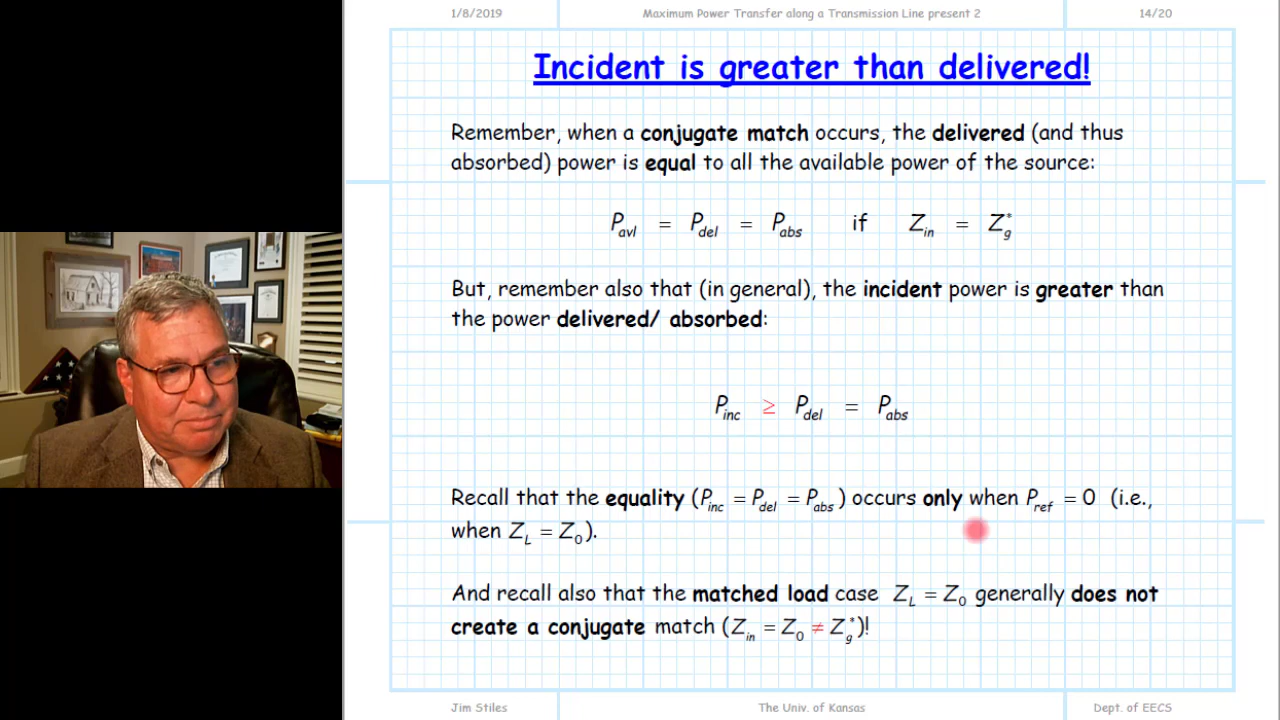 1/8/2019 Maximum Power Transfer along a Transmission Line present 2 14/20
Incident is greater than delivered!
Remember, when a conjugate match occurs, the delivered (and thus
absorbed) power is equal to all the available power of the source:
P_avl = P_del = P_abs if Z_in = Z_g^*
But, remember also that (in general), the incident power is greater than
the power delivered/ absorbed:
P_inc ≥ P_del = P_abs
Recall that the equality (P_inc = P_del = P_abs) occurs only when P_ref = 0 (i.e.,
when Z_L = Z_0).
And recall also that the matched load case Z_L = Z_0 generally does not
create a conjugate match (Z_in = Z_0 ≠ Z_g^*)!
Jim Stiles The Univ. of Kansas Dept. of EECS